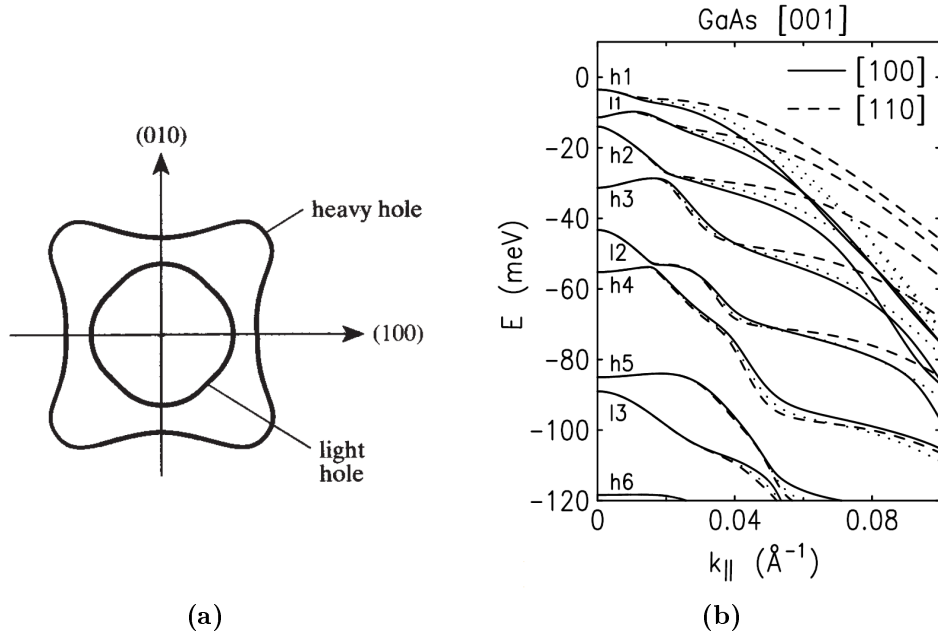 (010)
heavy hole
(100)
light
hole
(a)
GaAs [001]
[100]
[110]
h1
l1
h2
h3
l2
h4
h5
l3
h6
0
-20
-40
-60
-80
-100
-120
E (meV)
0
0.04
0.08
k|| (Å⁻¹)
(b)